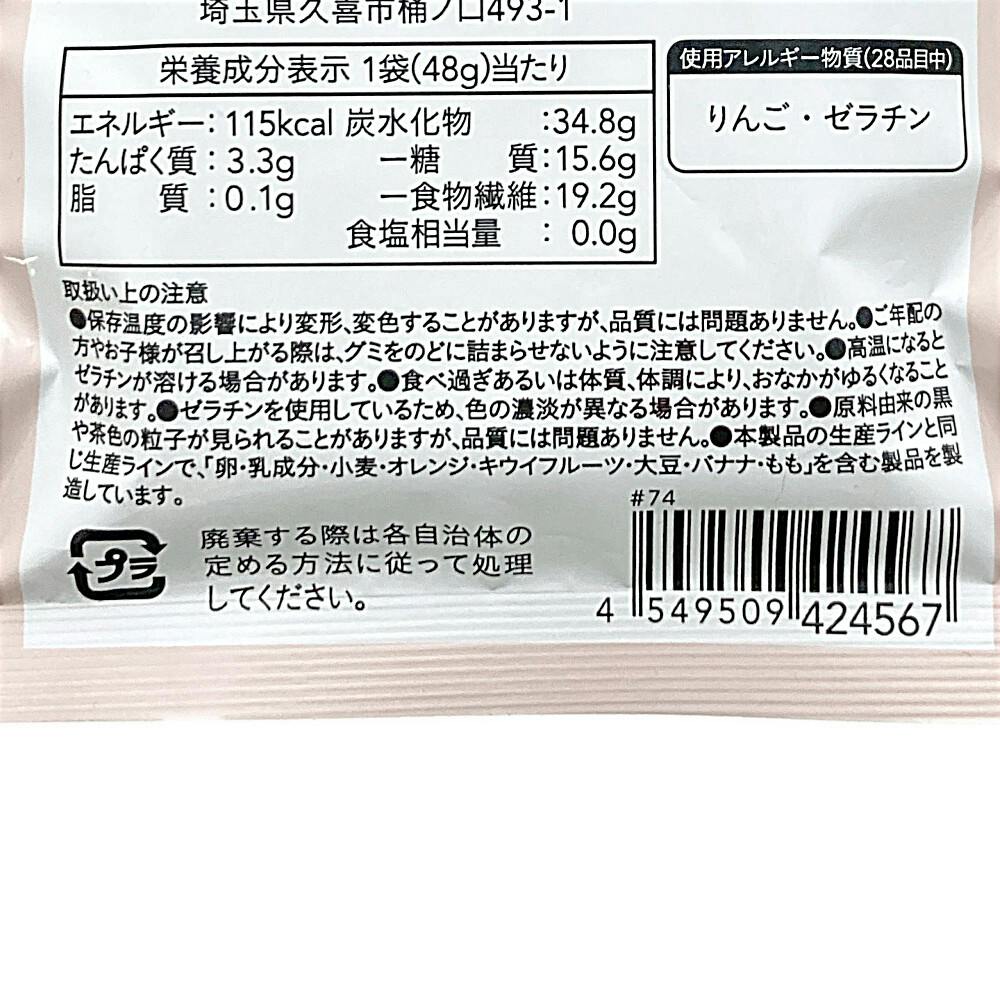 埼玉県久喜市桶ノ口493-1
栄養成分表示 1袋(48g)当たり
エネルギー：115kcal 炭水化物 ：34.8g
たんぱく質：3.3g ー糖 質：15.6g
脂 質：0.1g ー食物繊維：19.2g
食塩相当量 ：0.0g
使用アレルギー物質(28品目中)
りんご・ゼラチン
取扱い上の注意
●保存温度の影響により変形、変色することがありますが、品質には問題ありません。●ご年配の
方やお子様が召し上がる際は、グミをのどに詰まらせないように注意してください。●高温になると
ゼラチンが溶ける場合があります。●食べ過ぎあるいは体質、体調により、おなかがゆるくなること
があります。●ゼラチンを使用しているため、色の濃淡が異なる場合があります。●原料由来の黒
や茶色の粒子が見られることがありますが、品質には問題ありません。●本製品の生産ラインと同
じ生産ラインで、「卵・乳成分・小麦・オレンジ・キウイフルーツ・大豆・バナナ・もも」を含む製品を製
造しています。
プラ
廃棄する際は各自治体の
定める方法に従って処理
してください。
#74
4 549509 424567